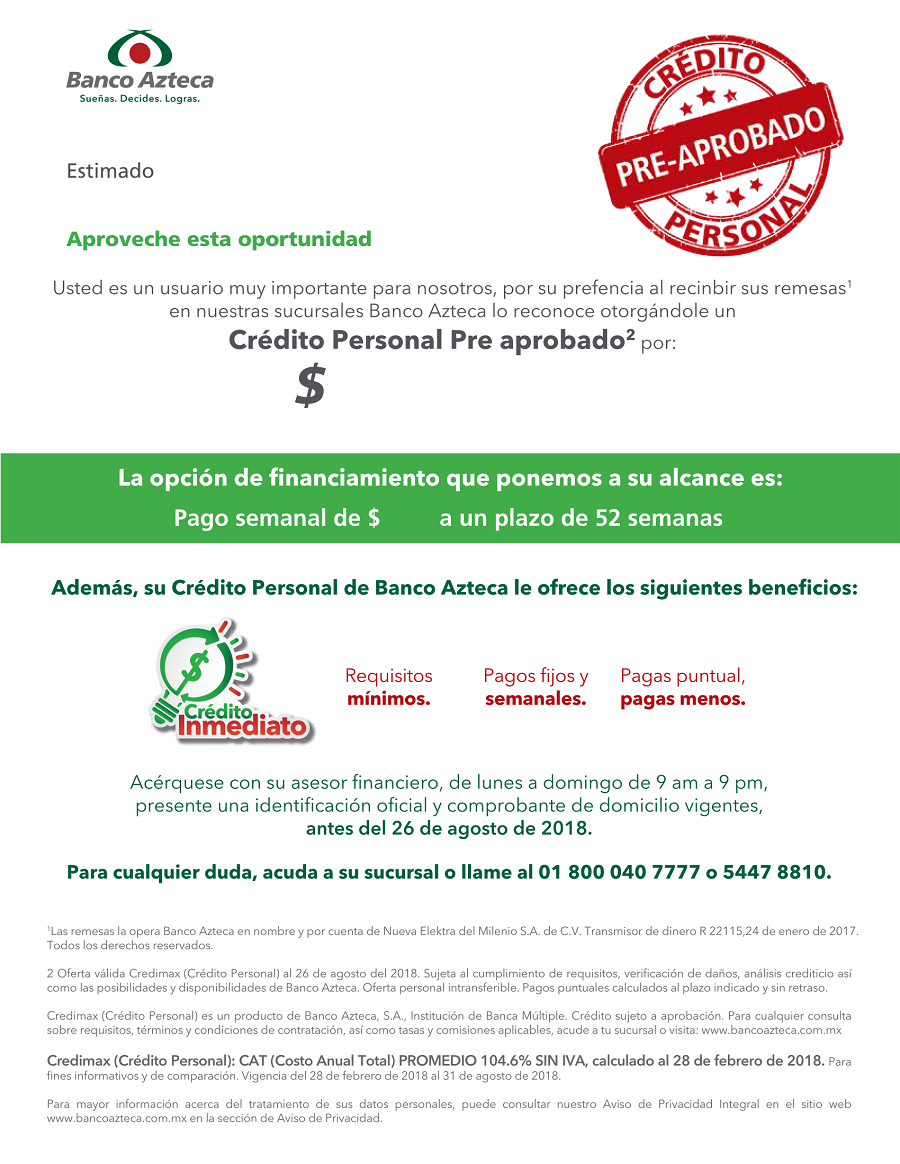 Banco Azteca
Sueñas. Decides. Logras.
CRÉDITO
PRE-APROBADO
PERSONAL
Estimado
Aproveche esta oportunidad
Usted es un usuario muy importante para nosotros, por su prefencia al recinbir sus remesas¹
en nuestras sucursales Banco Azteca lo reconoce otorgándole un
Crédito Personal Pre aprobado² por:
$
La opción de financiamiento que ponemos a su alcance es:
Pago semanal de $ a un plazo de 52 semanas
Además, su Crédito Personal de Banco Azteca le ofrece los siguientes beneficios:
$
Crédito
Inmediato
Requisitos
mínimos.
Pagos fijos y
semanales.
Pagas puntual,
pagas menos.
Acérquese con su asesor financiero, de lunes a domingo de 9 am a 9 pm,
presente una identificación oficial y comprobante de domicilio vigentes,
antes del 26 de agosto de 2018.
Para cualquier duda, acuda a su sucursal o llame al 01 800 040 7777 o 5447 8810.
¹Las remesas la opera Banco Azteca en nombre y por cuenta de Nueva Elektra del Milenio S.A. de C.V. Transmisor de dinero R 22115,24 de enero de 2017.
Todos los derechos reservados.
2 Oferta válida Credimax (Crédito Personal) al 26 de agosto del 2018. Sujeta al cumplimiento de requisitos, verificación de daños, análisis crediticio así
como las posibilidades y disponibilidades de Banco Azteca. Oferta personal intransferible. Pagos puntuales calculados al plazo indicado y sin retraso.
Credimax (Crédito Personal) es un producto de Banco Azteca, S.A., Institución de Banca Múltiple. Crédito sujeto a aprobación. Para cualquier consulta
sobre requisitos, términos y condiciones de contratación, así como tasas y comisiones aplicables, acude a tu sucursal o visita: www.bancoazteca.com.mx
Credimax (Crédito Personal): CAT (Costo Anual Total) PROMEDIO 104.6% SIN IVA, calculado al 28 de febrero de 2018. Para
fines informativos y de comparación. Vigencia del 28 de febrero de 2018 al 31 de agosto de 2018.
Para mayor información acerca del tratamiento de sus datos personales, puede consultar nuestro Aviso de Privacidad Integral en el sitio web
www.bancoazteca.com.mx en la sección de Aviso de Privacidad.